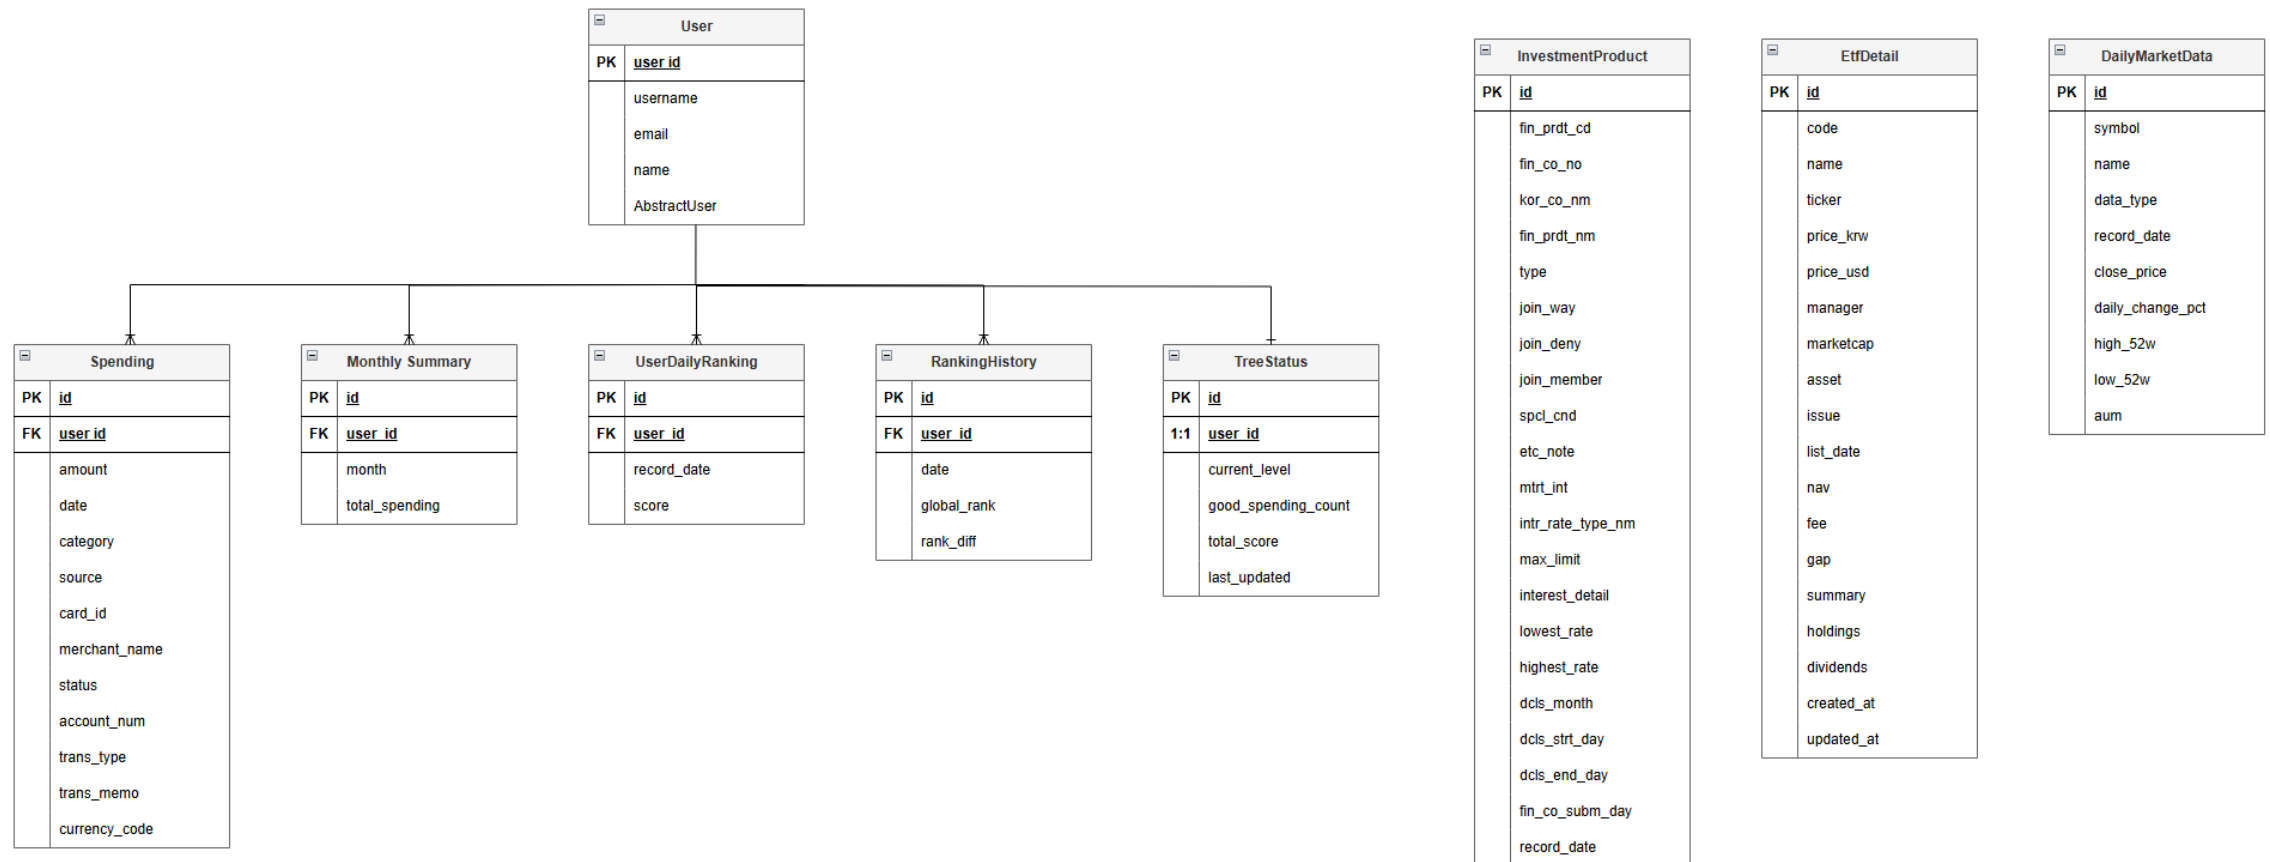 User
PK user id
username
email
name
AbstractUser
Spending
PK id
FK user id
amount
date
category
source
card_id
merchant_name
status
account_num
trans_type
trans_memo
currency_code
Monthly Summary
PK id
FK user_id
month
total_spending
UserDailyRanking
PK id
FK user_id
record_date
score
RankingHistory
PK id
FK user_id
date
global_rank
rank_diff
TreeStatus
PK id
1:1 user_id
current_level
good_spending_count
total_score
last_updated
InvestmentProduct
PK id
fin_prdt_cd
fin_co_no
kor_co_nm
fin_prdt_nm
type
join_way
join_deny
join_member
spcl_cnd
etc_note
mtrt_int
intr_rate_type_nm
max_limit
interest_detail
lowest_rate
highest_rate
dcls_month
dcls_strt_day
dcls_end_day
fin_co_subm_day
record_date
EtfDetail
PK id
code
name
ticker
price_krw
price_usd
manager
marketcap
asset
issue
list_date
nav
fee
gap
summary
holdings
dividends
created_at
updated_at
DailyMarketData
PK id
symbol
name
data_type
record_date
close_price
daily_change_pct
high_52w
low_52w
aum